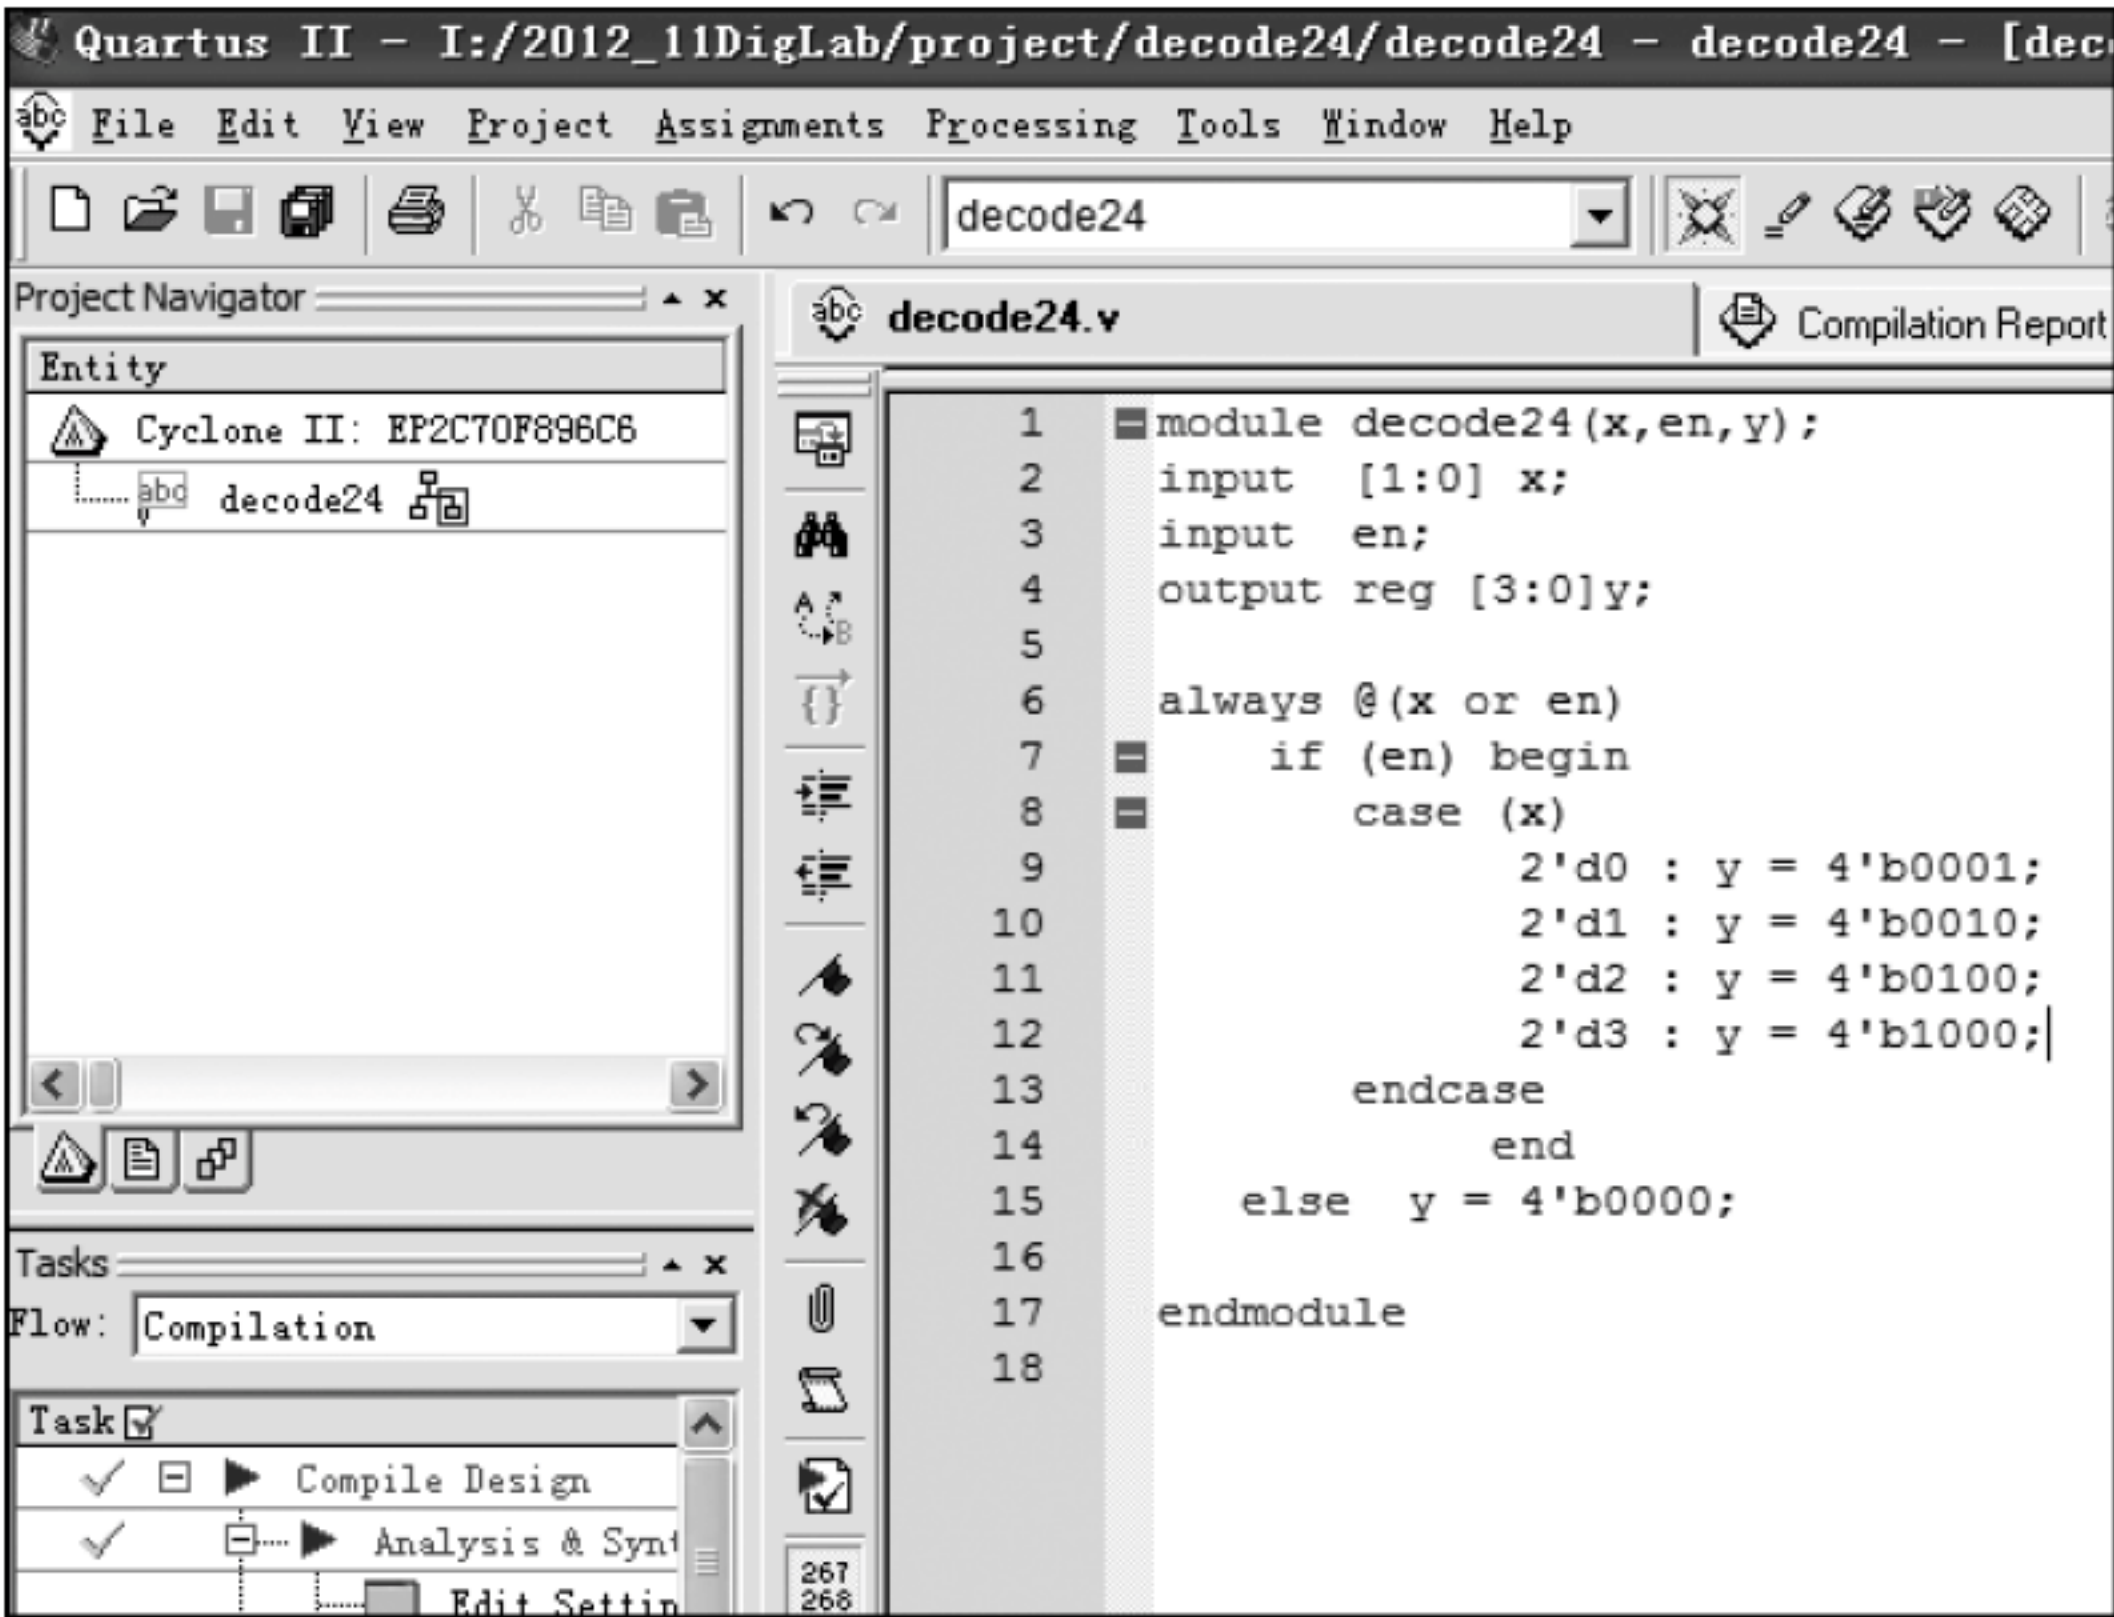 Quartus II - I:/2012_11DigLab/project/decode24/decode24 - decode24 - [dec
abc File Edit View Project Assignments Processing Tools Window Help
decode24
Project Navigator
Entity
Cyclone II: EP2C70F896C6
abc decode24
abc decode24.v
Compilation Report
A B
{}
267
268
1 module decode24(x,en,y);
2 input  [1:0] x;
3 input  en;
4 output reg [3:0]y;
5
6 always @(x or en)
7     if (en) begin
8        case (x)
9              2'd0 : y = 4'b0001;
10              2'd1 : y = 4'b0010;
11              2'd2 : y = 4'b0100;
12              2'd3 : y = 4'b1000;
13        endcase
14             end
15    else  y = 4'b0000;
16
17 endmodule
18
Tasks
Flow: Compilation
Task
Compile Design
Analysis & Synt
Edit Settin